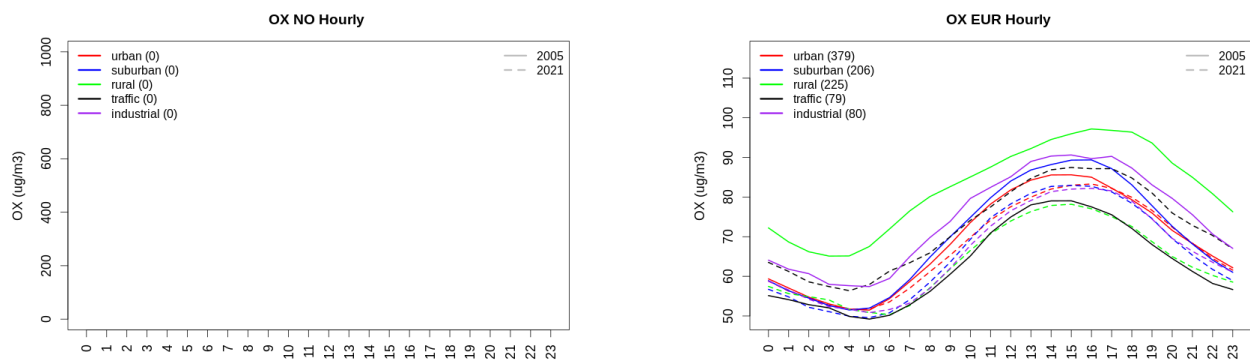 OX NO Hourly
OX (ug/m3)
1000
800
600
400
200
0
urban (0)
suburban (0)
rural (0)
traffic (0)
industrial (0)
2005
2021
0 1 2 3 4 5 6 7 8 9 10 11 12 13 14 15 16 17 18 19 20 21 22 23
OX EUR Hourly
OX (ug/m3)
110
100
90
80
70
60
50
urban (379)
suburban (206)
rural (225)
traffic (79)
industrial (80)
2005
2021
0 1 2 3 4 5 6 7 8 9 10 11 12 13 14 15 16 17 18 19 20 21 22 23